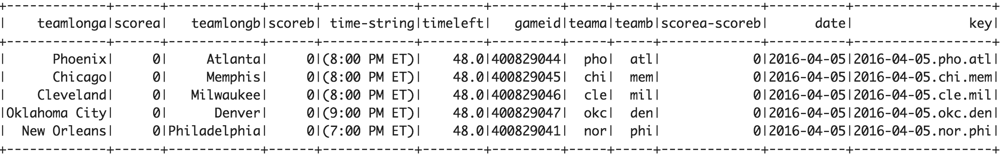 +-------------+------+------------+------+------------+--------+---------+-----+-----+-------------+----------+------------------+
|    teamlonga|scorea|   teamlongb|scoreb| time-string|timeleft|   gameid|teama|teamb|scorea-scoreb|      date|               key|
+-------------+------+------------+------+------------+--------+---------+-----+-----+-------------+----------+------------------+
|      Phoenix|     0|     Atlanta|     0|(8:00 PM ET)|    48.0|400829044|  pho|  atl|            0|2016-04-05|2016-04-05.pho.atl|
|      Chicago|     0|     Memphis|     0|(8:00 PM ET)|    48.0|400829045|  chi|  mem|            0|2016-04-05|2016-04-05.chi.mem|
|    Cleveland|     0|   Milwaukee|     0|(8:00 PM ET)|    48.0|400829046|  cle|  mil|            0|2016-04-05|2016-04-05.cle.mil|
|Oklahoma City|     0|      Denver|     0|(9:00 PM ET)|    48.0|400829047|  okc|  den|            0|2016-04-05|2016-04-05.okc.den|
|  New Orleans|     0|Philadelphia|     0|(7:00 PM ET)|    48.0|400829041|  nor|  phi|            0|2016-04-05|2016-04-05.nor.phi|
+-------------+------+------------+------+------------+--------+---------+-----+-----+-------------+----------+------------------+